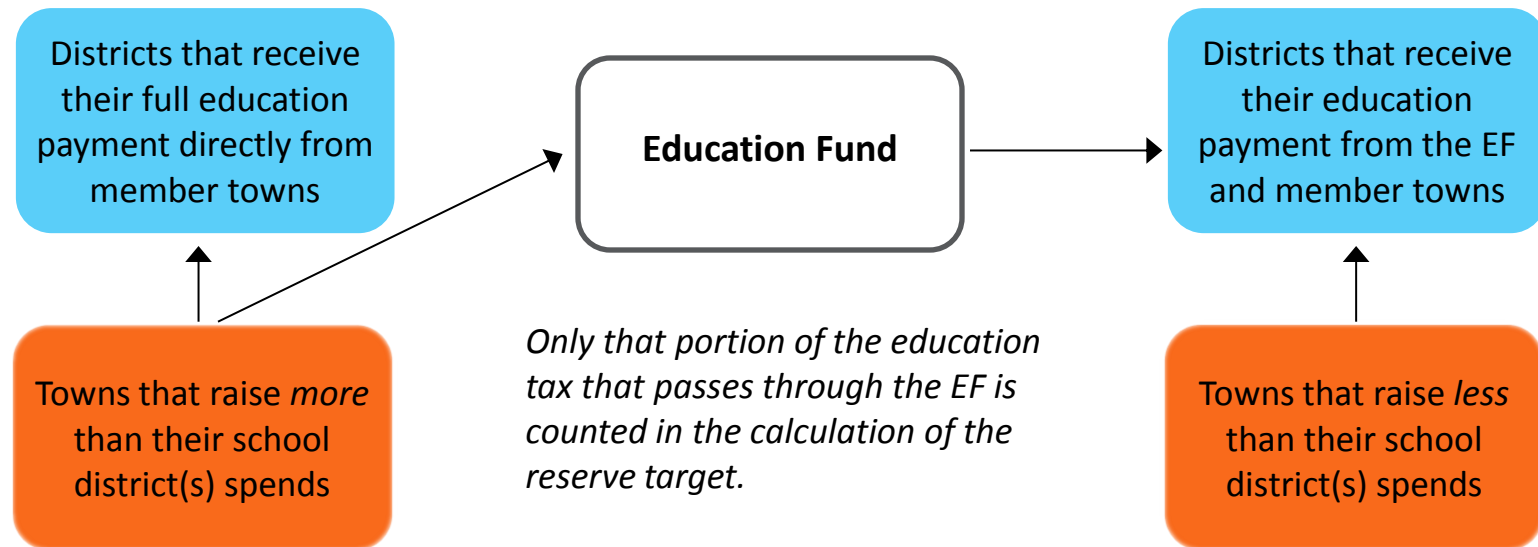 Districts that receive
their full education
payment directly from
member towns
Education Fund
Districts that receive
their education
payment from the EF
and member towns
Towns that raise more
than their school
district(s) spends
Only that portion of the education
tax that passes through the EF is
counted in the calculation of the
reserve target.
Towns that raise less
than their school
district(s) spends